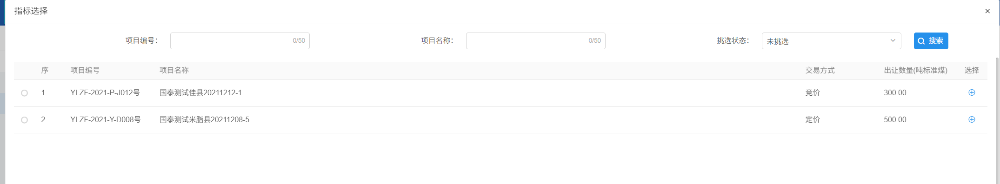 指标选择
项目编号： 0/50 项目名称： 0/50 挑选状态： 未挑选 搜索
序 项目编号 项目名称 交易方式 出让数量(吨标准煤) 选择
1 YLZF-2021-P-J012号 国泰测试佳县20211212-1 竞价 300.00
2 YLZF-2021-Y-D008号 国泰测试米脂县20211208-5 定价 500.00